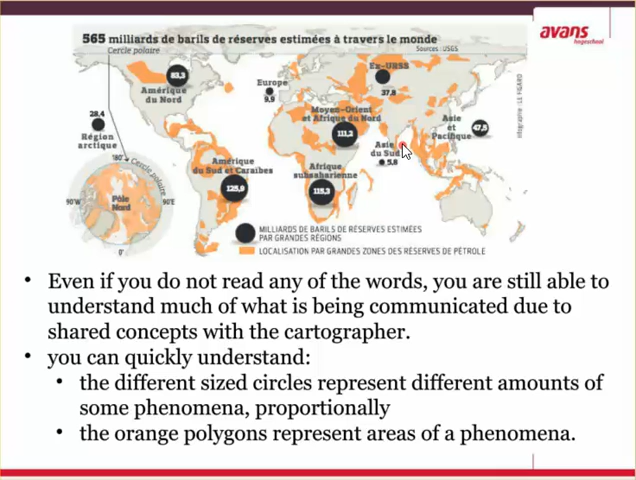 565 milliards de barils de réserves estimées à travers le monde
Cercle polaire
Sources : USGS
avans
hogeschool
83,3
Amérique
du Nord
Europe
9,9
Ex-URSS
37,8
28,4
Région
arctique
Moyen-Orient
et Afrique du Nord
111,2
Asie
et
Pacifique
47,5
Asie
du Sud
5,8
Infographie : LE FIGARO
180°
Cercle polaire
90°W
Pôle
Nord
90°E
0°
Amérique
du Sud et Caraïbes
125,9
Afrique
subsaharienne
115,3
MILLIARDS DE BARILS DE RÉSERVES ESTIMÉES
PAR GRANDES RÉGIONS
LOCALISATION PAR GRANDES ZONES DES RÉSERVES DE PÉTROLE
• Even if you do not read any of the words, you are still able to
understand much of what is being communicated due to
shared concepts with the cartographer.
• you can quickly understand:
• the different sized circles represent different amounts of
some phenomena, proportionally
• the orange polygons represent areas of a phenomena.